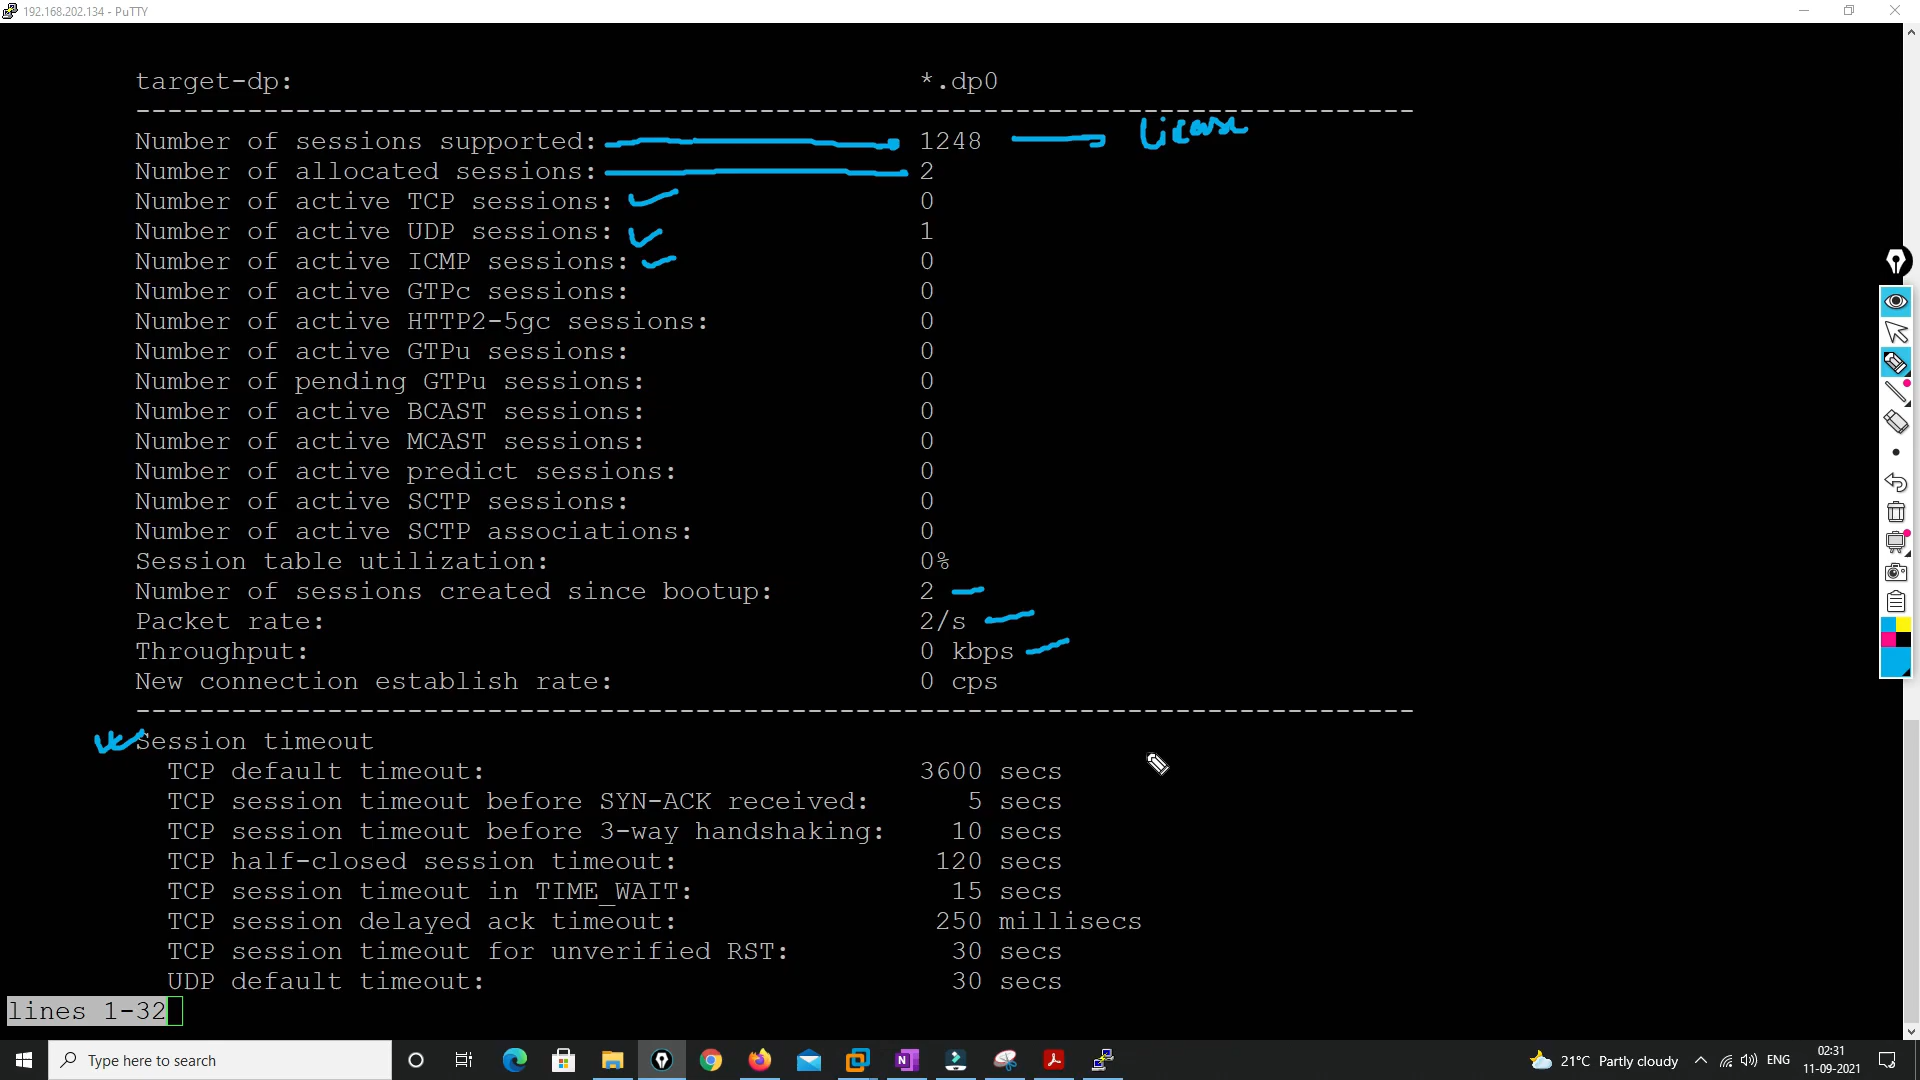 192.168.202.134 - PuTTY
target-dp: *.dp0
--------------------------------------------------------------------------------
Number of sessions supported: 1248 License
Number of allocated sessions: 2
Number of active TCP sessions: 0
Number of active UDP sessions: 1
Number of active ICMP sessions: 0
Number of active GTPc sessions: 0
Number of active HTTP2-5gc sessions: 0
Number of active GTPu sessions: 0
Number of pending GTPu sessions: 0
Number of active BCAST sessions: 0
Number of active MCAST sessions: 0
Number of active predict sessions: 0
Number of active SCTP sessions: 0
Number of active SCTP associations: 0
Session table utilization: 0%
Number of sessions created since bootup: 2
Packet rate: 2/s
Throughput: 0 kbps
New connection establish rate: 0 cps
--------------------------------------------------------------------------------
Session timeout
TCP default timeout: 3600 secs
TCP session timeout before SYN-ACK received: 5 secs
TCP session timeout before 3-way handshaking: 10 secs
TCP half-closed session timeout: 120 secs
TCP session timeout in TIME_WAIT: 15 secs
TCP session delayed ack timeout: 250 millisecs
TCP session timeout for unverified RST: 30 secs
UDP default timeout: 30 secs
lines 1-32
Type here to search
21°C Partly cloudy
ENG
02:31
11-09-2021